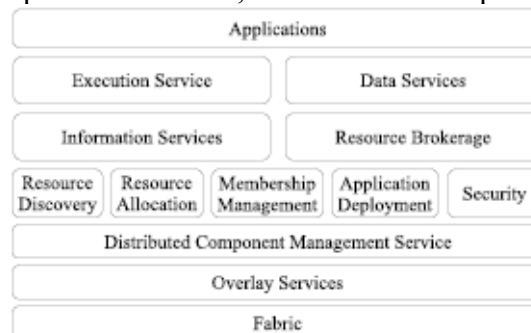 Applications
Execution Service
Data Services
Information Services
Resource Brokerage
Resource
Discovery
Resource
Allocation
Membership
Management
Application
Deployment
Security
Distributed Component Management Service
Overlay Services
Fabric